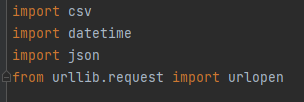 import csv
import datetime
import json
from urllib.request import urlopen